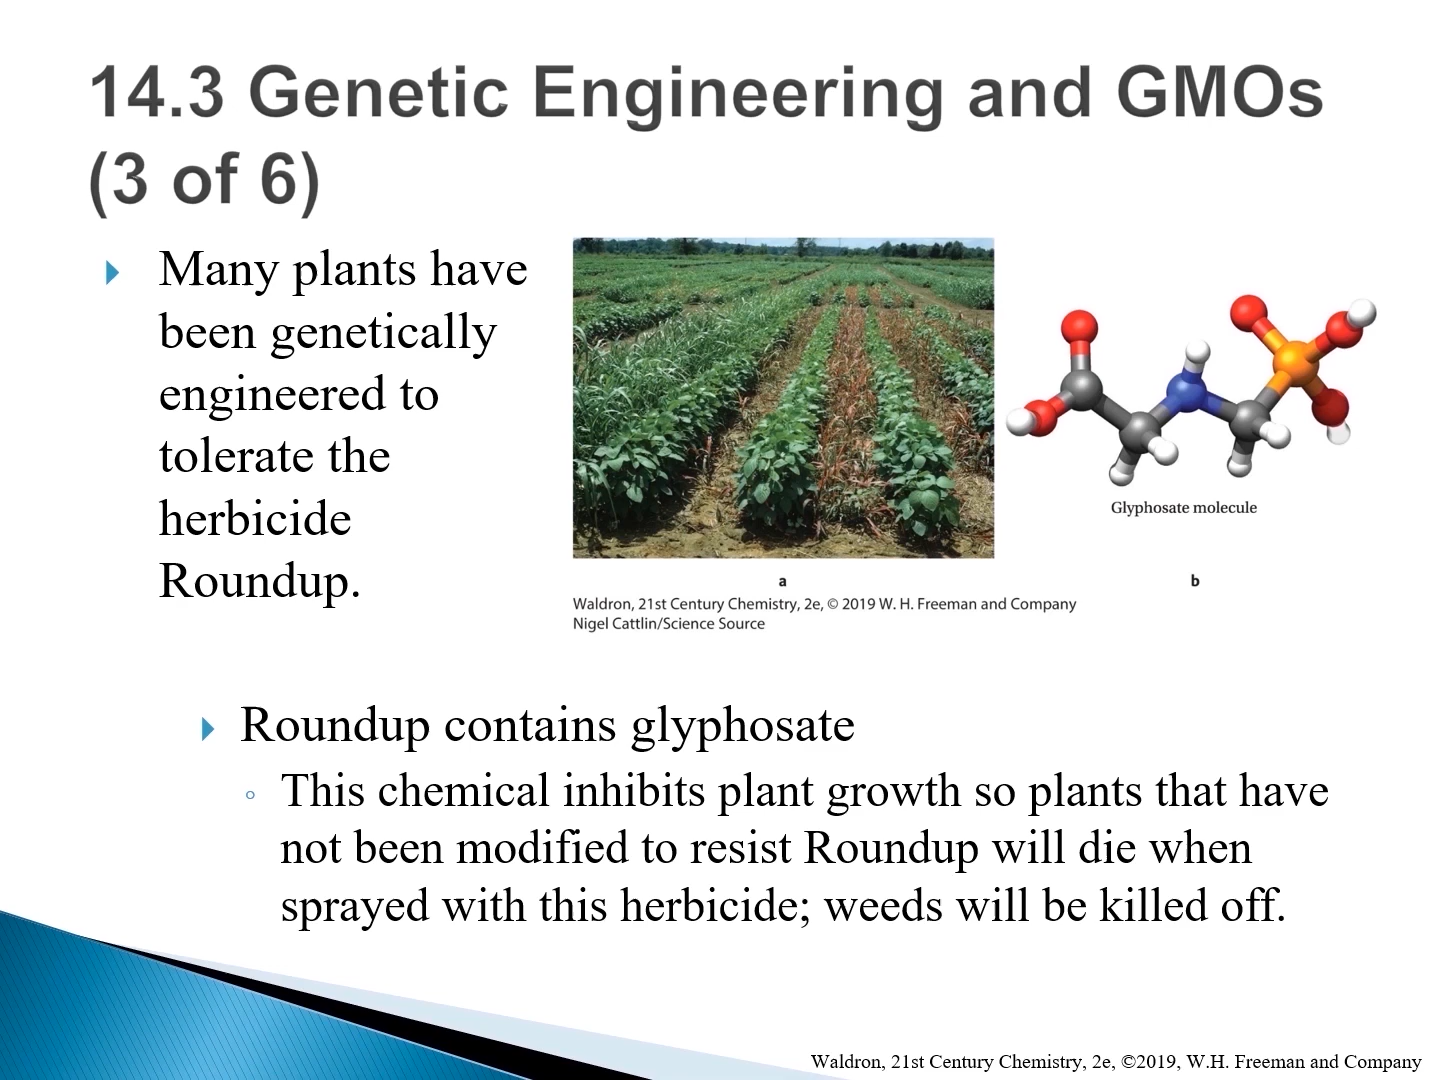 14.3 Genetic Engineering and GMOs
(3 of 6)
Many plants have
been genetically
engineered to
tolerate the
herbicide
Roundup.
Glyphosate molecule
a
b
Waldron, 21st Century Chemistry, 2e, © 2019 W. H. Freeman and Company
Nigel Cattlin/Science Source
Roundup contains glyphosate
This chemical inhibits plant growth so plants that have
not been modified to resist Roundup will die when
sprayed with this herbicide; weeds will be killed off.
Waldron, 21st Century Chemistry, 2e, ©2019, W.H. Freeman and Company